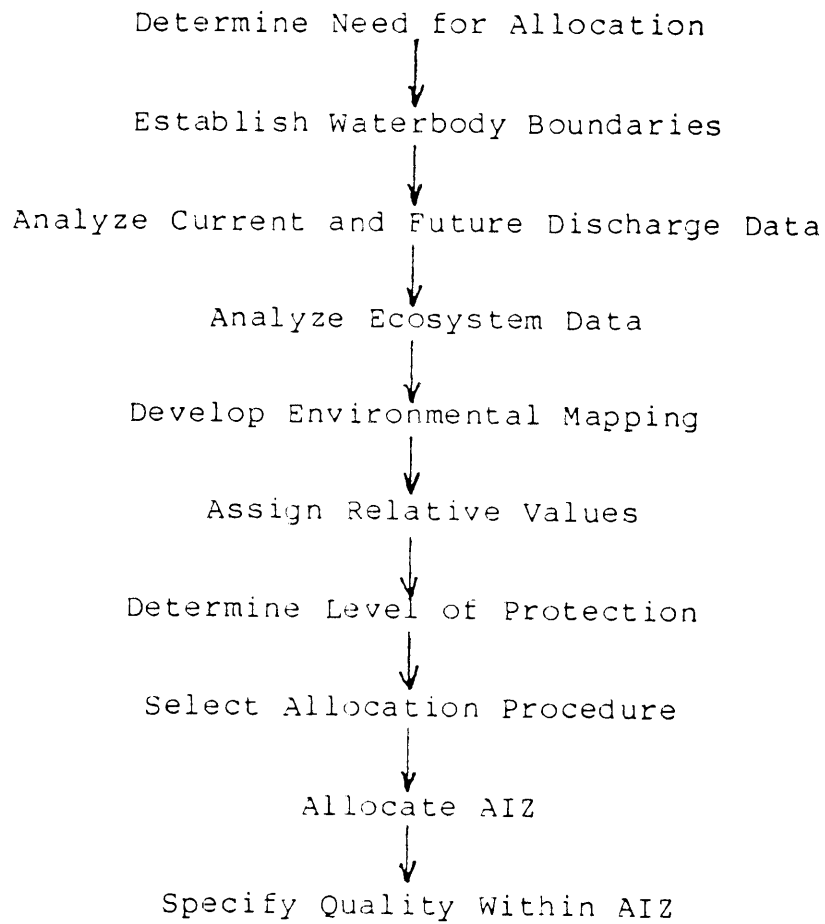 Determine Need for Allocation
Establish Waterbody Boundaries
Analyze Current and Future Discharge Data
Analyze Ecosystem Data
Develop Environmental Mapping
Assign Relative Values
Determine Level of Protection
Select Allocation Procedure
Allocate AIZ
Specify Quality Within AIZ